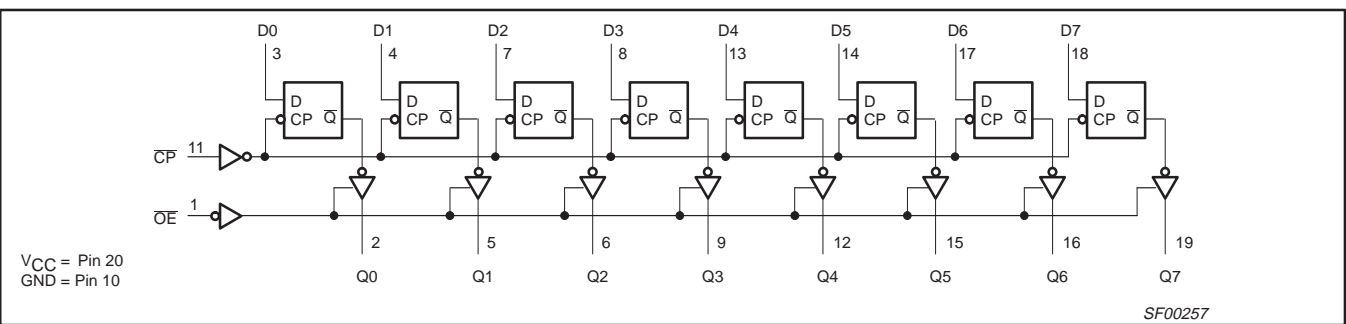 D0 D1 D2 D3 D4 D5 D6 D7
3 4 7 8 13 14 17 18
D D D D D D D D
CP Q̅ CP Q̅ CP Q̅ CP Q̅ CP Q̅ CP Q̅ CP Q̅ CP Q̅
C̅P̅ 11
O̅E̅ 1
2 5 6 9 12 15 16 19
VCC = Pin 20
GND = Pin 10
Q0 Q1 Q2 Q3 Q4 Q5 Q6 Q7
SF00257